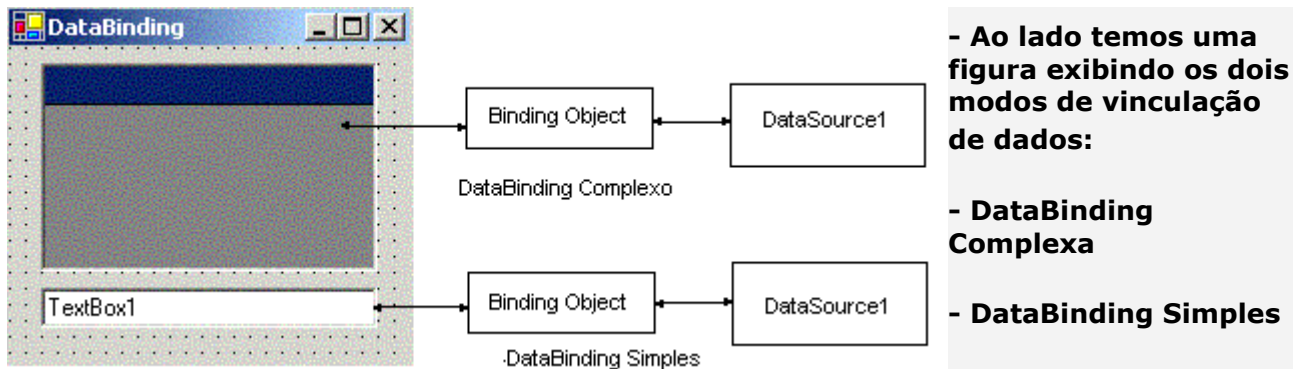 DataBinding
Binding Object
DataSource1
DataBinding Complexo
TextBox1
Binding Object
DataSource1
.DataBinding Simples
- Ao lado temos uma
figura exibindo os dois
modos de vinculação
de dados:
- DataBinding
Complexa
- DataBinding Simples